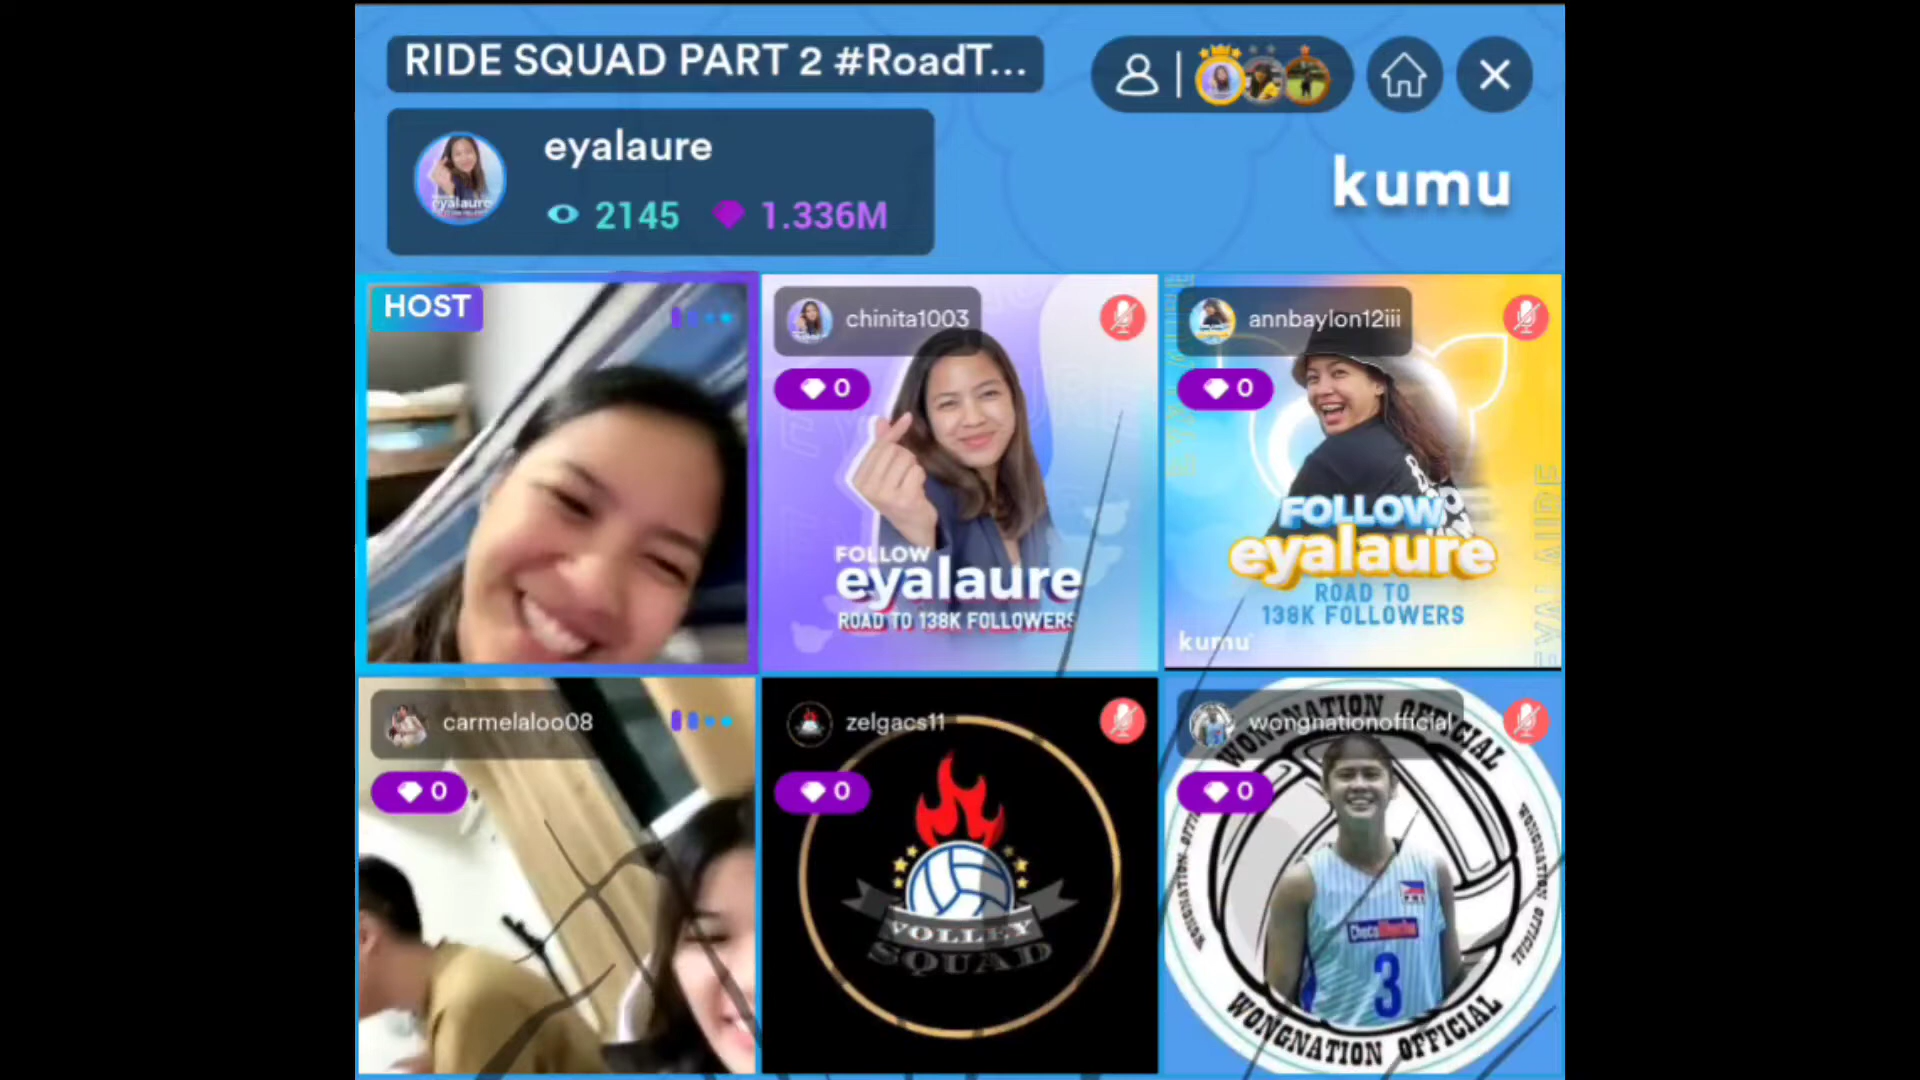 RIDE SQUAD PART 2 #RoadT...
eyalaure
2145 1.336M
kumu
HOST
chinita1003
0
FOLLOW
eyalaure
ROAD TO 138K FOLLOWERS
annbaylon12iii
0
FOLLOW
eyalaure
ROAD TO
138K FOLLOWERS
kumu
carmelaloo08
0
zelgacs11
0
VOLLEY
SQUAD
wongnationofficial
0
WONGNATION OFFICIAL
WONGNATION OFFICIAL
3
WONGNATION OFFICIAL